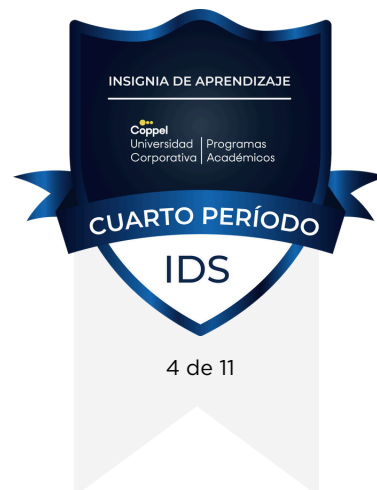 INSIGNIA DE APRENDIZAJE
Coppel
Universidad | Programas
Corporativa | Académicos
CUARTO PERÍODO
IDS
4 de 11